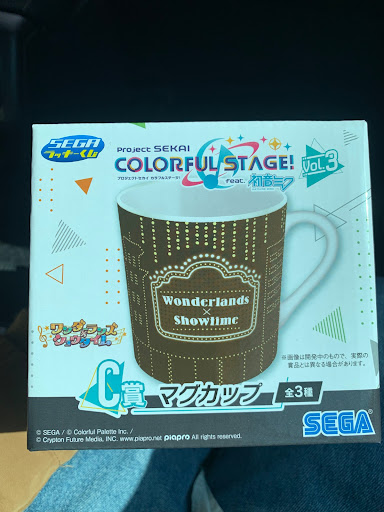 SEGA
ラッキーくじ
Project SEKAI
COLORFUL STAGE!
プロジェクトセカイ カラフルステージ!
feat. 初音ミク
Vol.3
Wonderlands
×
Showtime
ワンダーランズ
×
ショウタイム
※画像は開発中のもので、実際の
賞品とは異なる場合があります。
C賞 マグカップ 全3種
© SEGA / © Colorful Palette Inc. /
© Crypton Future Media, INC. www.piapro.net piapro All rights reserved.
SEGA